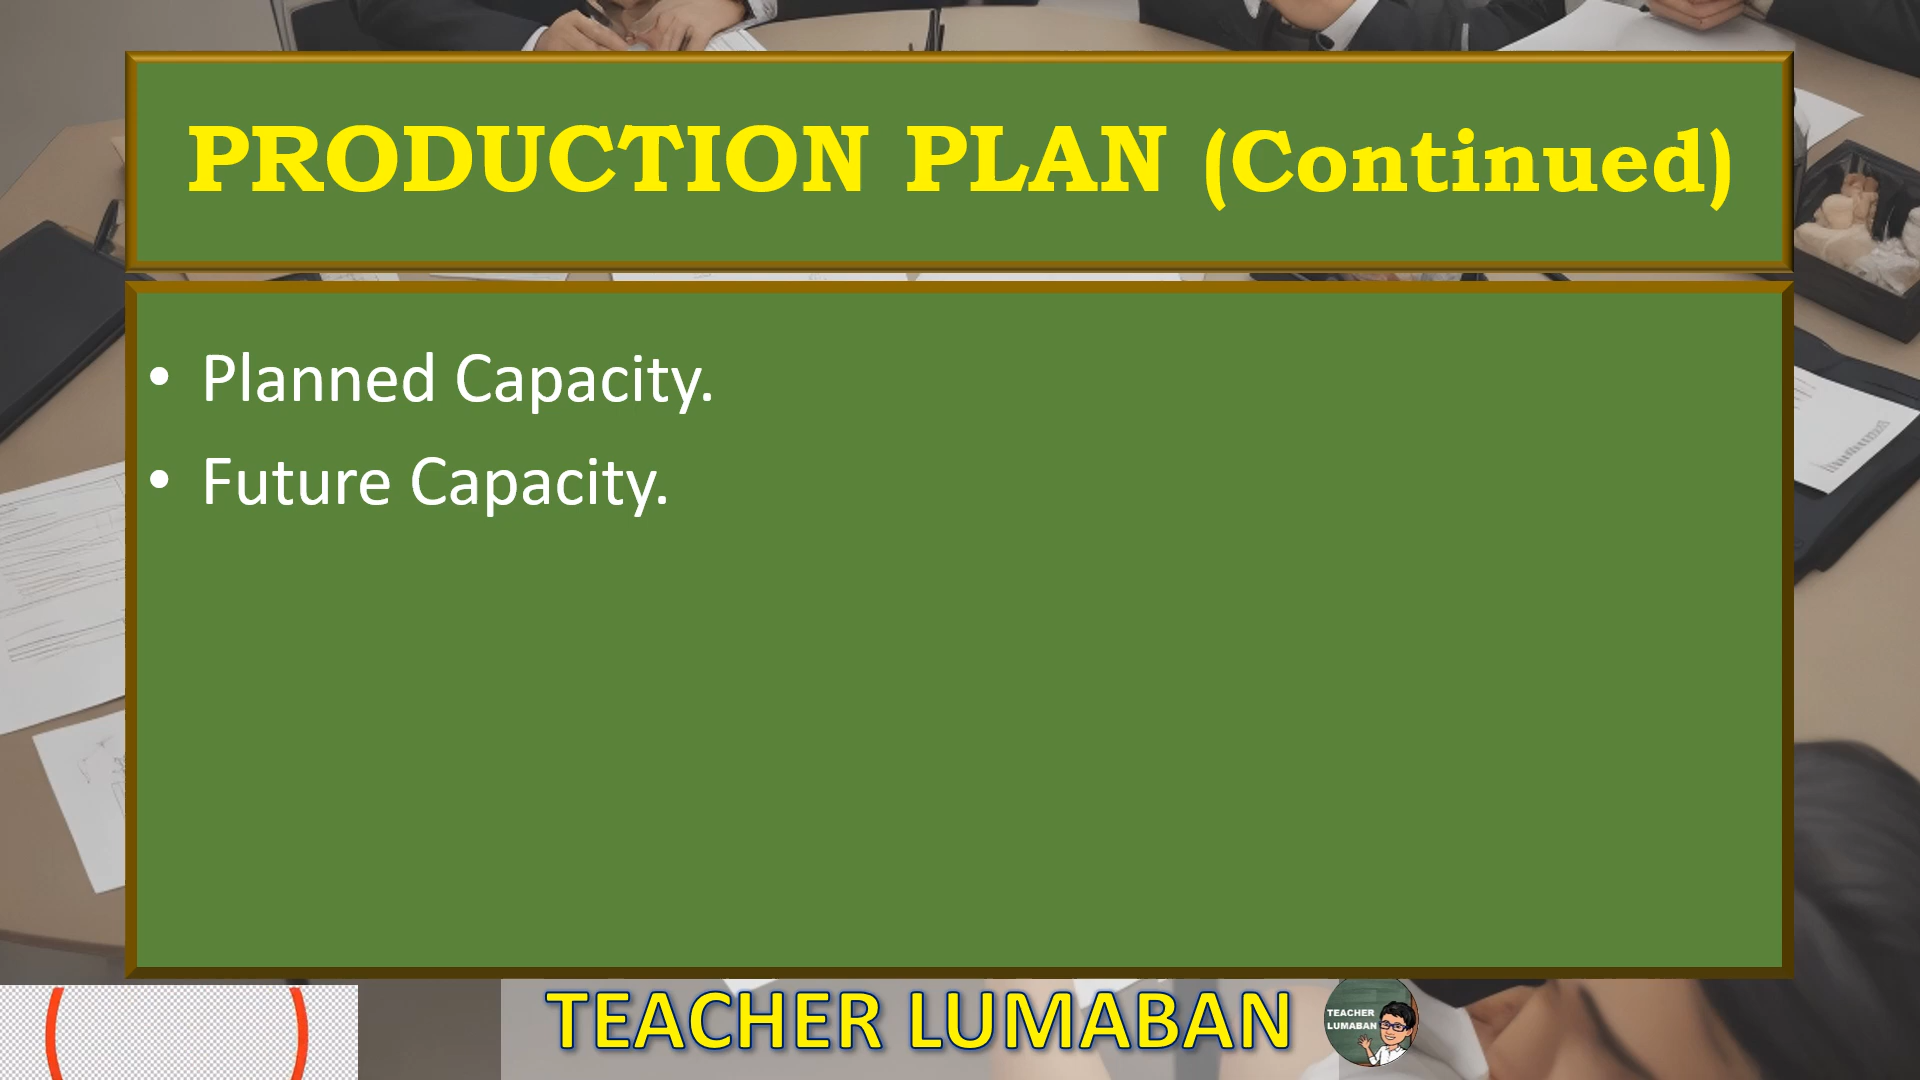 PRODUCTION PLAN (Continued)
• Planned Capacity.
• Future Capacity.
TEACHER LUMABAN
TEACHER
LUMABAN